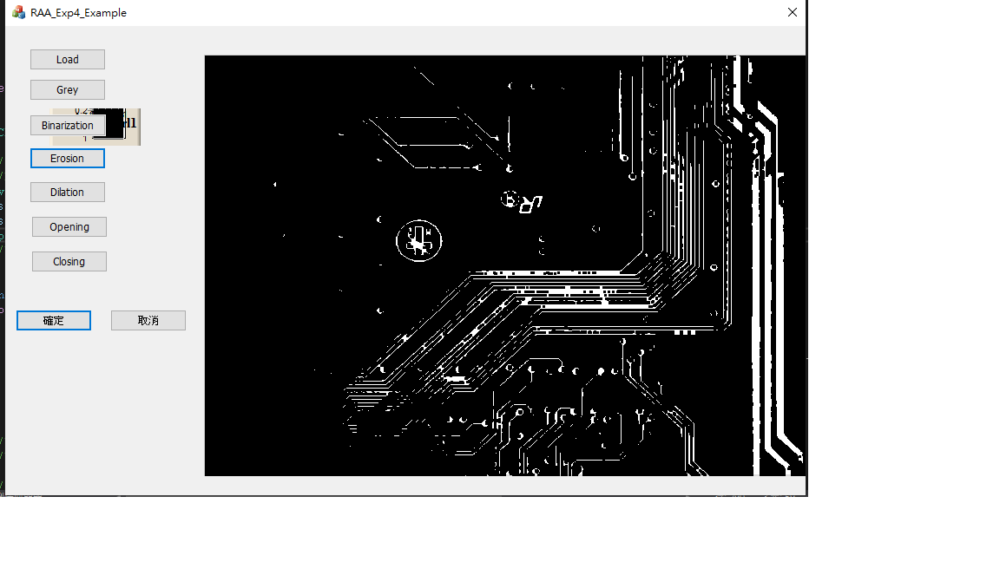 RAA_Exp4_Example
Load
Grey
Binarization
Erosion
Dilation
Opening
Closing
確定
取消